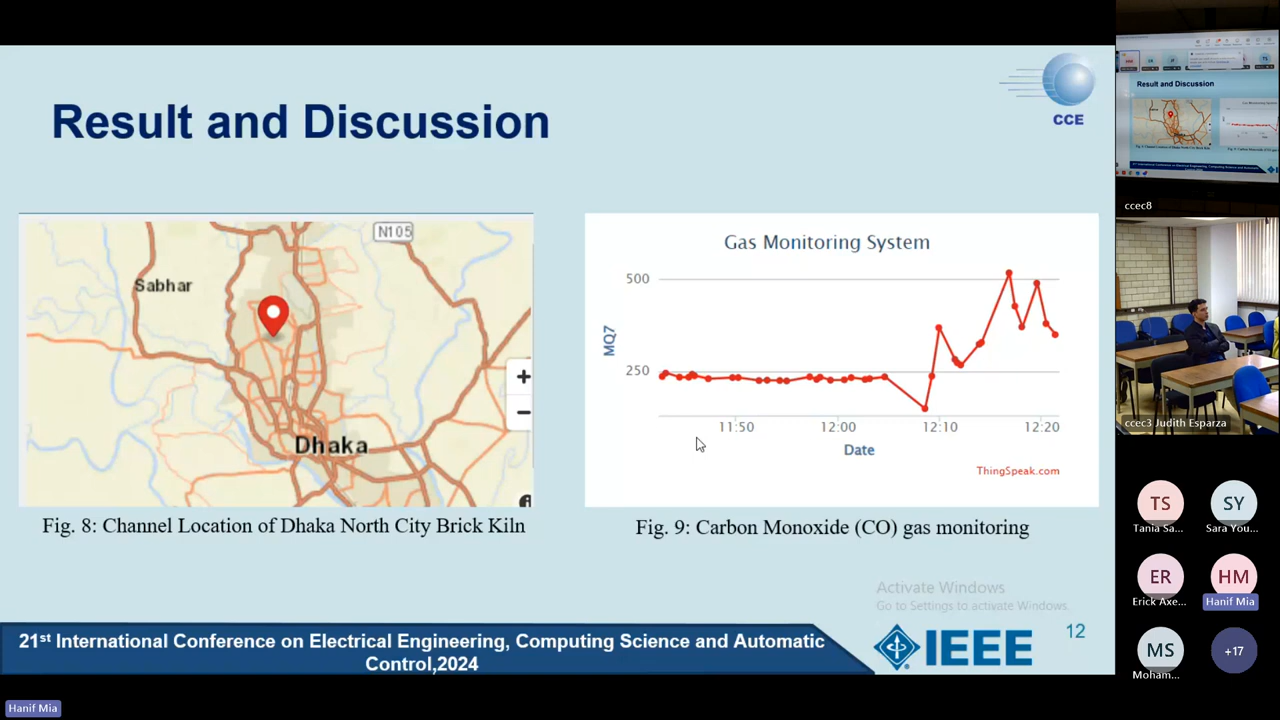 Result and Discussion
CCE
N105
Sabhar
Dhaka
+
−
Fig. 8: Channel Location of Dhaka North City Brick Kiln
Gas Monitoring System
500
250
MQ7
11:50 12:00 12:10 12:20
Date
ThingSpeak.com
Fig. 9: Carbon Monoxide (CO) gas monitoring
Activate Windows
Go to Settings to activate Windows.
21st International Conference on Electrical Engineering, Computing Science and Automatic
Control,2024
IEEE
12
Hanif Mia
Result and Discussion
ccec8
ccec3 Judith Esparza
TS
Tania Sa...
SY
Sara You...
ER
Erick Axe...
HM
Hanif Mia
MS
Moham...
+17